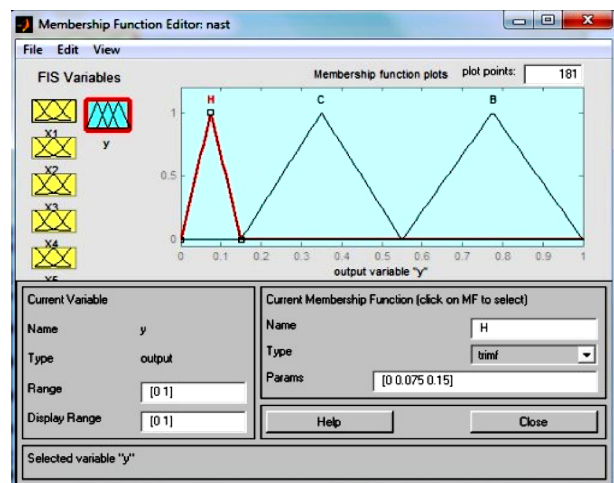 Membership Function Editor: nast
File Edit View
FIS Variables
Membership function plots plot points: 181
X1
X2
X3
X4
X5
y
H C B
1
0.5
0
0 0.1 0.2 0.3 0.4 0.5 0.6 0.7 0.8 0.9 1
output variable "y"
Current Variable
Name y
Type output
Range [0 1]
Display Range [0 1]
Current Membership Function (click on MF to select)
Name H
Type trimf
Params [0 0.075 0.15]
Help Close
Selected variable "y"